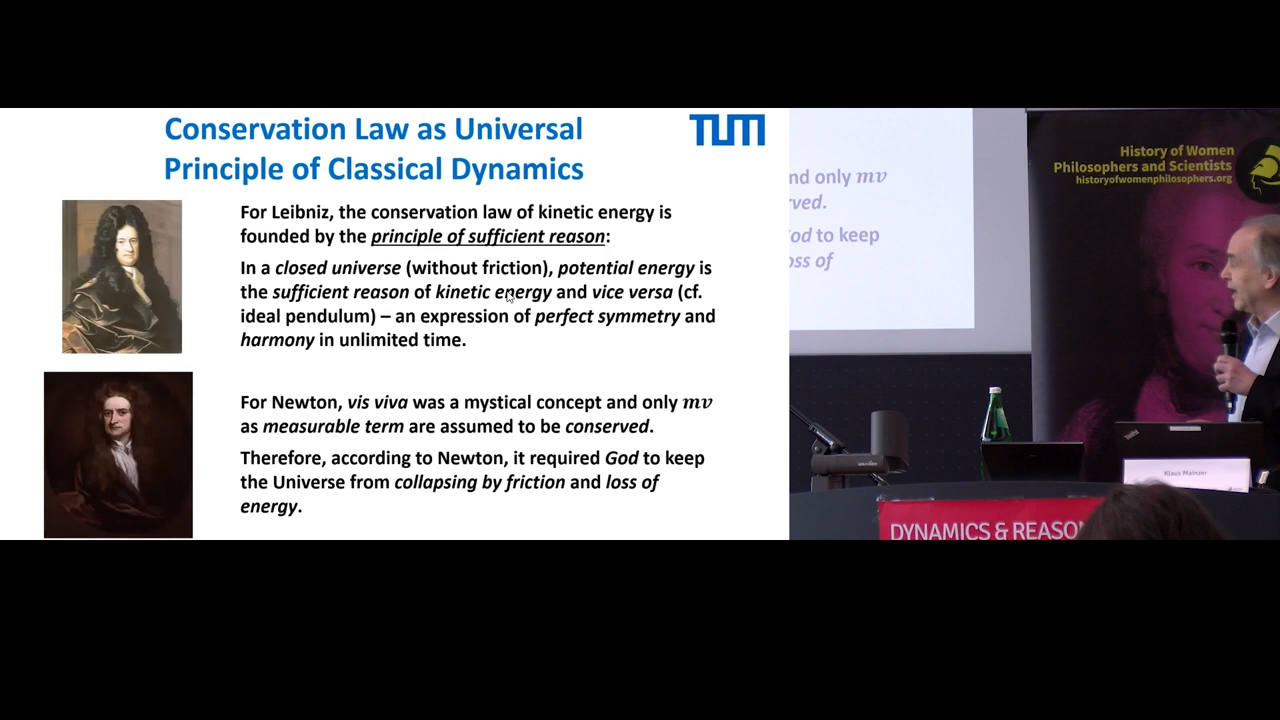 Conservation Law as Universal
Principle of Classical Dynamics
TUM
For Leibniz, the conservation law of kinetic energy is
founded by the principle of sufficient reason:
In a closed universe (without friction), potential energy is
the sufficient reason of kinetic energy and vice versa (cf.
ideal pendulum) – an expression of perfect symmetry and
harmony in unlimited time.
For Newton, vis viva was a mystical concept and only mv
as measurable term are assumed to be conserved.
Therefore, according to Newton, it required God to keep
the Universe from collapsing by friction and loss of
energy.
nd only mv
rved.
od to keep
oss of
History of Women
Philosophers and Scientists
historyofwomenphilosophers.org
Klaus Mainzer
DYNAMICS & REASON